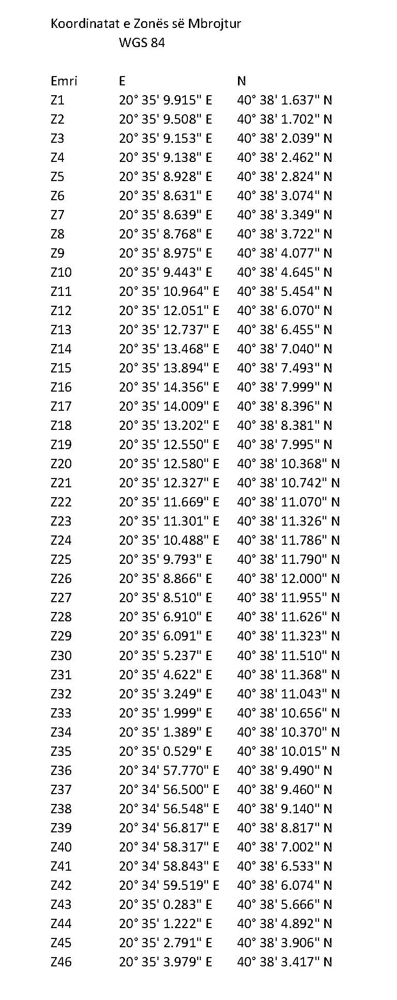 Koordinatat e Zonës së Mbrojtur
WGS 84
Emri E N
Z1 20° 35' 9.915" E 40° 38' 1.637" N
Z2 20° 35' 9.508" E 40° 38' 1.702" N
Z3 20° 35' 9.153" E 40° 38' 2.039" N
Z4 20° 35' 9.138" E 40° 38' 2.462" N
Z5 20° 35' 8.928" E 40° 38' 2.824" N
Z6 20° 35' 8.631" E 40° 38' 3.074" N
Z7 20° 35' 8.639" E 40° 38' 3.349" N
Z8 20° 35' 8.768" E 40° 38' 3.722" N
Z9 20° 35' 8.975" E 40° 38' 4.077" N
Z10 20° 35' 9.443" E 40° 38' 4.645" N
Z11 20° 35' 10.964" E 40° 38' 5.454" N
Z12 20° 35' 12.051" E 40° 38' 6.070" N
Z13 20° 35' 12.737" E 40° 38' 6.455" N
Z14 20° 35' 13.468" E 40° 38' 7.040" N
Z15 20° 35' 13.894" E 40° 38' 7.493" N
Z16 20° 35' 14.356" E 40° 38' 7.999" N
Z17 20° 35' 14.009" E 40° 38' 8.396" N
Z18 20° 35' 13.202" E 40° 38' 8.381" N
Z19 20° 35' 12.550" E 40° 38' 7.995" N
Z20 20° 35' 12.580" E 40° 38' 10.368" N
Z21 20° 35' 12.327" E 40° 38' 10.742" N
Z22 20° 35' 11.669" E 40° 38' 11.070" N
Z23 20° 35' 11.301" E 40° 38' 11.326" N
Z24 20° 35' 10.488" E 40° 38' 11.786" N
Z25 20° 35' 9.793" E 40° 38' 11.790" N
Z26 20° 35' 8.866" E 40° 38' 12.000" N
Z27 20° 35' 8.510" E 40° 38' 11.955" N
Z28 20° 35' 6.910" E 40° 38' 11.626" N
Z29 20° 35' 6.091" E 40° 38' 11.323" N
Z30 20° 35' 5.237" E 40° 38' 11.510" N
Z31 20° 35' 4.622" E 40° 38' 11.368" N
Z32 20° 35' 3.249" E 40° 38' 11.043" N
Z33 20° 35' 1.999" E 40° 38' 10.656" N
Z34 20° 35' 1.389" E 40° 38' 10.370" N
Z35 20° 35' 0.529" E 40° 38' 10.015" N
Z36 20° 34' 57.770" E 40° 38' 9.490" N
Z37 20° 34' 56.500" E 40° 38' 9.460" N
Z38 20° 34' 56.548" E 40° 38' 9.140" N
Z39 20° 34' 56.817" E 40° 38' 8.817" N
Z40 20° 34' 58.317" E 40° 38' 7.002" N
Z41 20° 34' 58.843" E 40° 38' 6.533" N
Z42 20° 34' 59.519" E 40° 38' 6.074" N
Z43 20° 35' 0.283" E 40° 38' 5.666" N
Z44 20° 35' 1.222" E 40° 38' 4.892" N
Z45 20° 35' 2.791" E 40° 38' 3.906" N
Z46 20° 35' 3.979" E 40° 38' 3.417" N